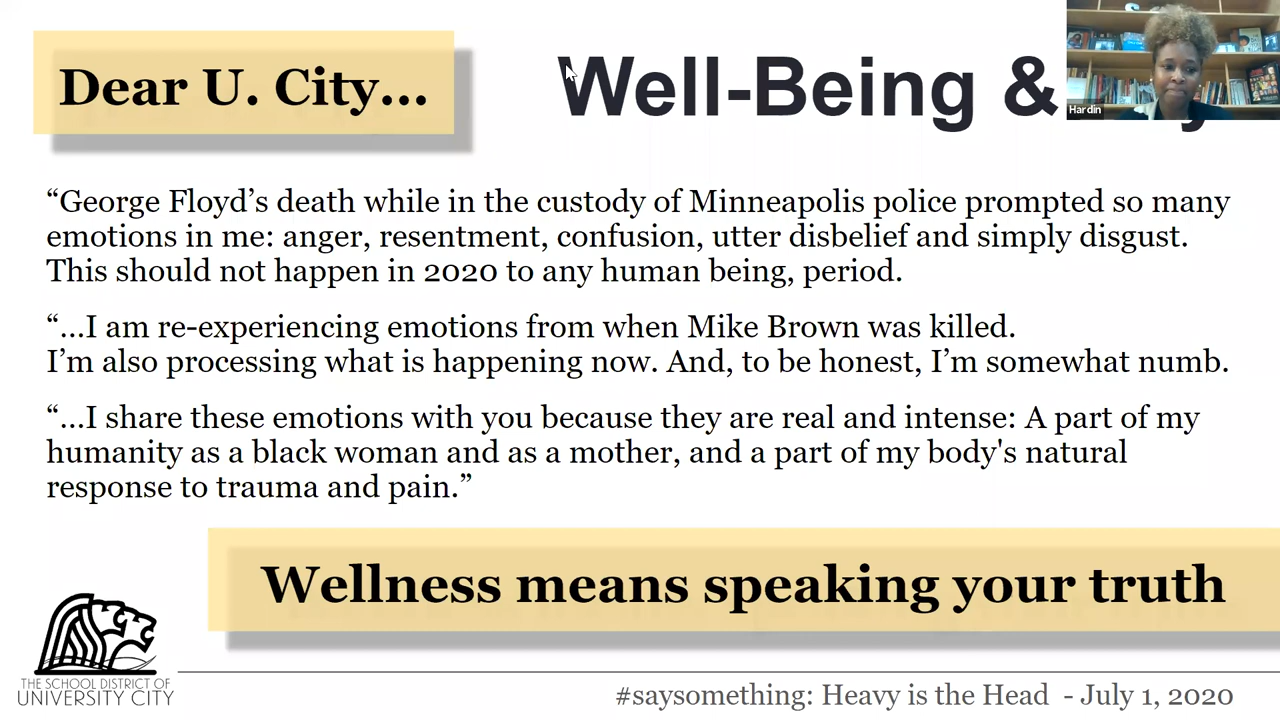 Dear U. City...
Well-Being &
Hardin
“George Floyd’s death while in the custody of Minneapolis police prompted so many
emotions in me: anger, resentment, confusion, utter disbelief and simply disgust.
This should not happen in 2020 to any human being, period.
“...I am re-experiencing emotions from when Mike Brown was killed.
I’m also processing what is happening now. And, to be honest, I’m somewhat numb.
“...I share these emotions with you because they are real and intense: A part of my
humanity as a black woman and as a mother, and a part of my body's natural
response to trauma and pain.”
Wellness means speaking your truth
THE SCHOOL DISTRICT OF
UNIVERSITY CITY
#saysomething: Heavy is the Head - July 1, 2020